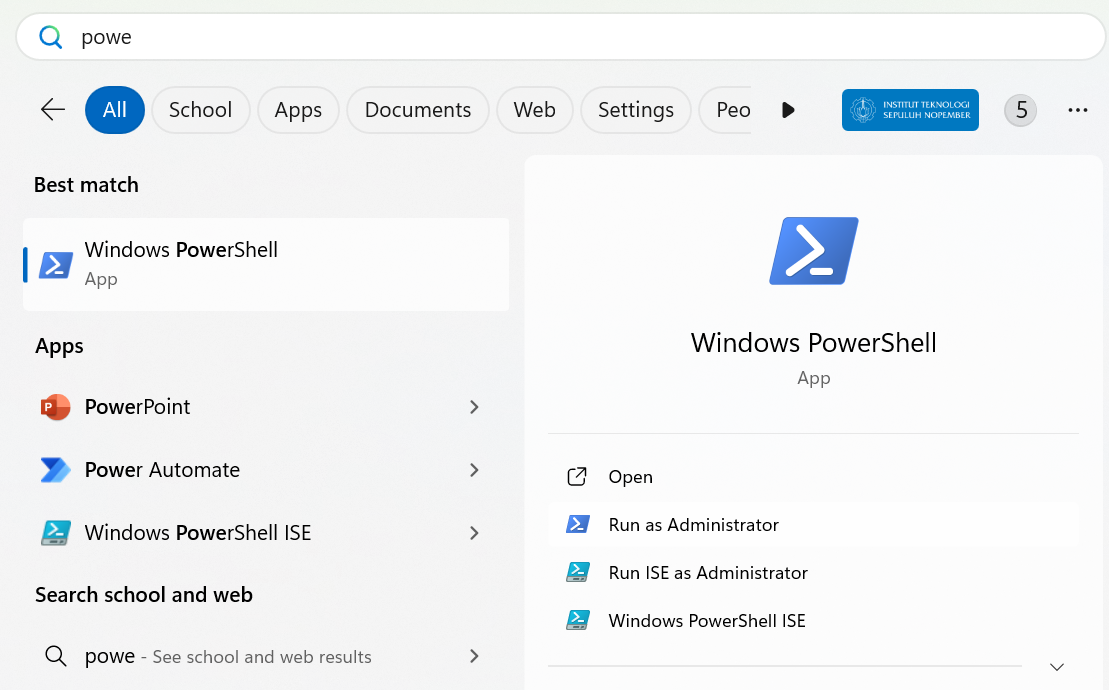 powe
All School Apps Documents Web Settings Peo
INSTITUT TEKNOLOGI
SEPULUH NOPEMBER
5
Best match
Windows PowerShell
App
Apps
PowerPoint
Power Automate
Windows PowerShell ISE
Search school and web
powe - See school and web results
Windows PowerShell
App
Open
Run as Administrator
Run ISE as Administrator
Windows PowerShell ISE